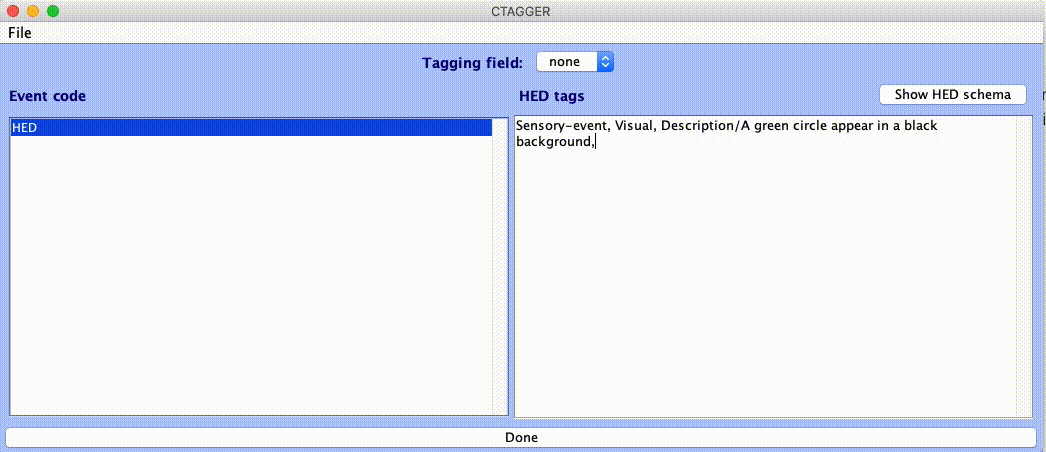 CTAGGER
File
Tagging field: none
Event code
HED tags
Show HED schema
HED
Sensory-event, Visual, Description/A green circle appear in a black
background,
Done